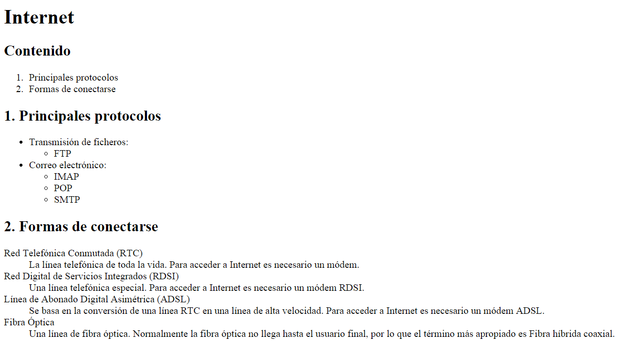 Internet
Contenido
1. Principales protocolos
2. Formas de conectarse
1. Principales protocolos
• Transmisión de ficheros:
◦ FTP
• Correo electrónico:
◦ IMAP
◦ POP
◦ SMTP
2. Formas de conectarse
Red Telefónica Conmutada (RTC)
La línea telefónica de toda la vida. Para acceder a Internet es necesario un módem.
Red Digital de Servicios Integrados (RDSI)
Una línea telefónica especial. Para acceder a Internet es necesario un módem RDSI.
Línea de Abonado Digital Asimétrica (ADSL)
Se basa en la conversión de una línea RTC en una línea de alta velocidad. Para acceder a Internet es necesario un módem ADSL.
Fibra Óptica
Una línea de fibra óptica. Normalmente la fibra óptica no llega hasta el usuario final, por lo que el término más apropiado es Fibra híbrida coaxial.